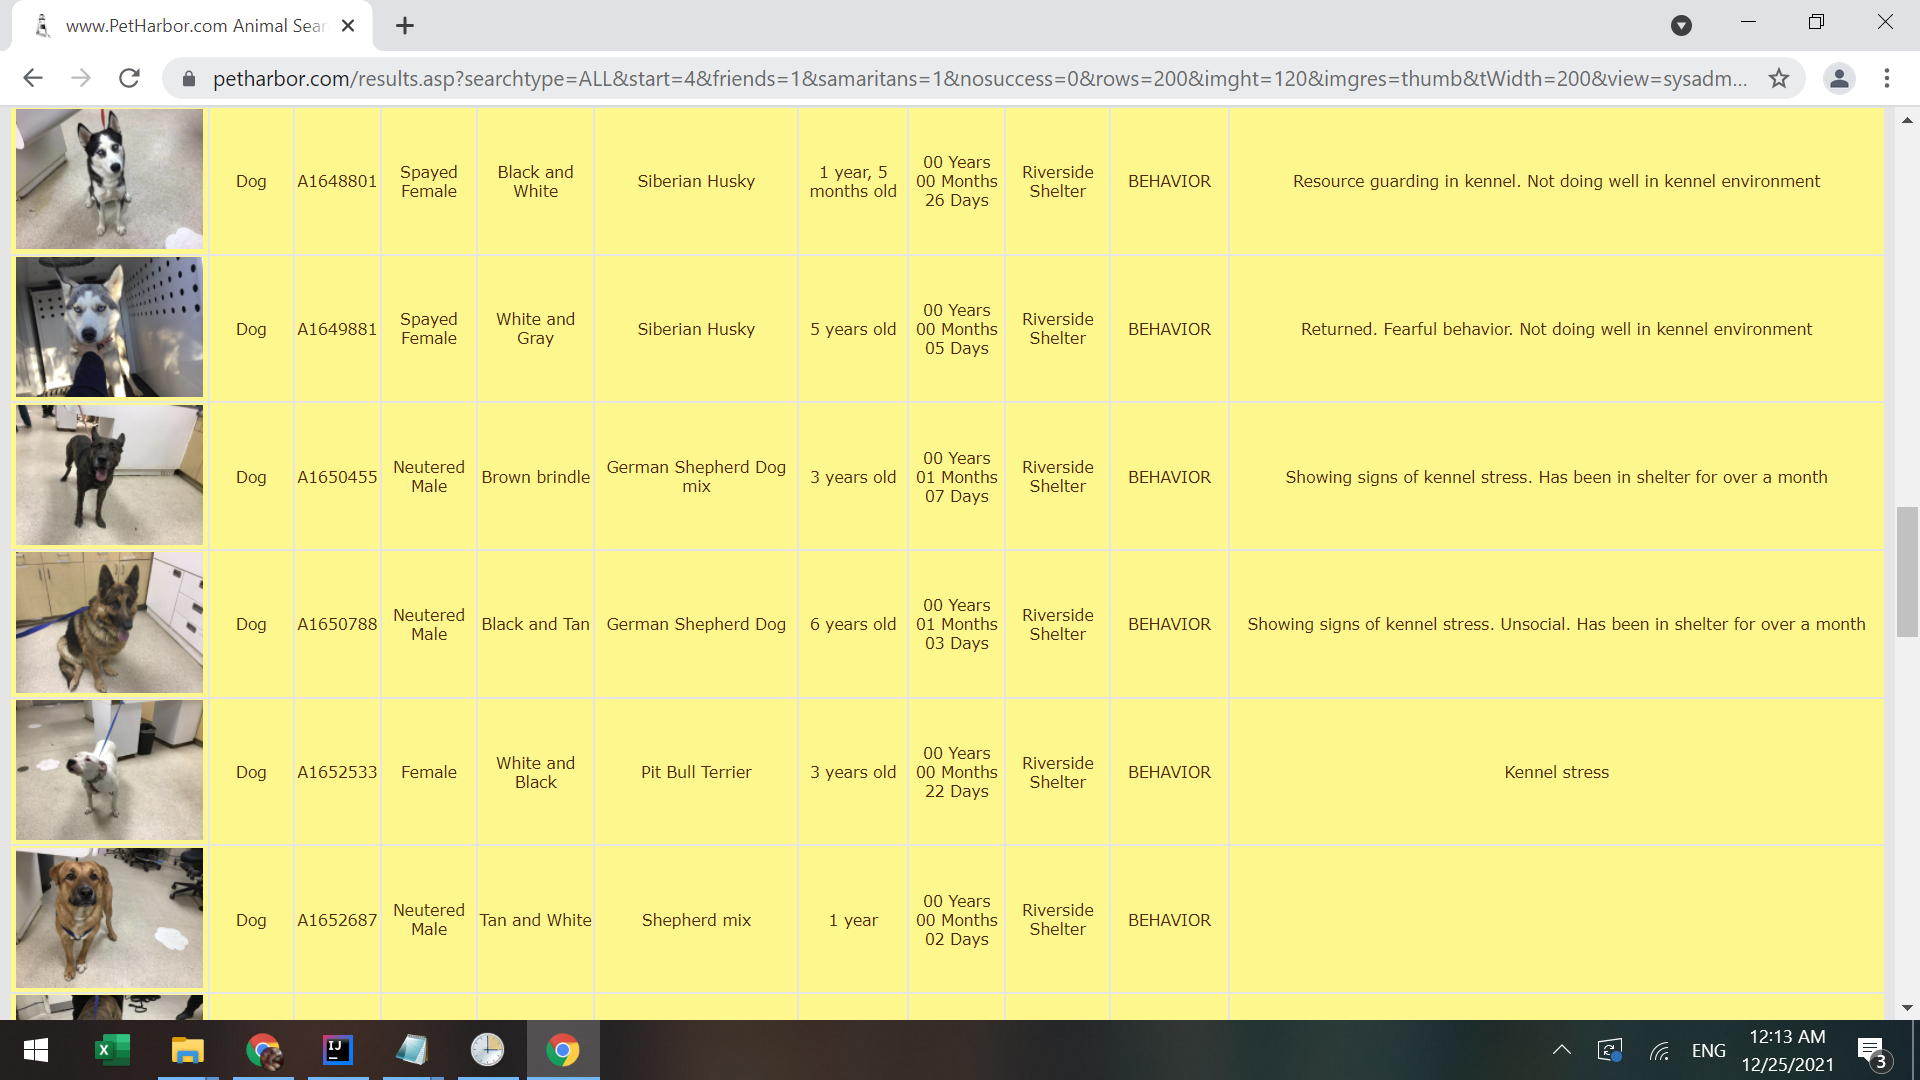 www.PetHarbor.com Animal Sear
petharbor.com/results.asp?searchtype=ALL&start=4&friends=1&samaritans=1&nosuccess=0&rows=200&imght=120&imgres=thumb&tWidth=200&view=sysadm...
Dog
A1648801
Spayed
Female
Black and
White
Siberian Husky
1 year, 5
months old
00 Years
00 Months
26 Days
Riverside
Shelter
BEHAVIOR
Resource guarding in kennel. Not doing well in kennel environment
Dog
A1649881
Spayed
Female
White and
Gray
Siberian Husky
5 years old
00 Years
00 Months
05 Days
Riverside
Shelter
BEHAVIOR
Returned. Fearful behavior. Not doing well in kennel environment
Dog
A1650455
Neutered
Male
Brown brindle
German Shepherd Dog
mix
3 years old
00 Years
01 Months
07 Days
Riverside
Shelter
BEHAVIOR
Showing signs of kennel stress. Has been in shelter for over a month
Dog
A1650788
Neutered
Male
Black and Tan
German Shepherd Dog
6 years old
00 Years
01 Months
03 Days
Riverside
Shelter
BEHAVIOR
Showing signs of kennel stress. Unsocial. Has been in shelter for over a month
Dog
A1652533
Female
White and
Black
Pit Bull Terrier
3 years old
00 Years
00 Months
22 Days
Riverside
Shelter
BEHAVIOR
Kennel stress
Dog
A1652687
Neutered
Male
Tan and White
Shepherd mix
1 year
00 Years
00 Months
02 Days
Riverside
Shelter
BEHAVIOR
X
IJ
ENG
12:13 AM
12/25/2021
3